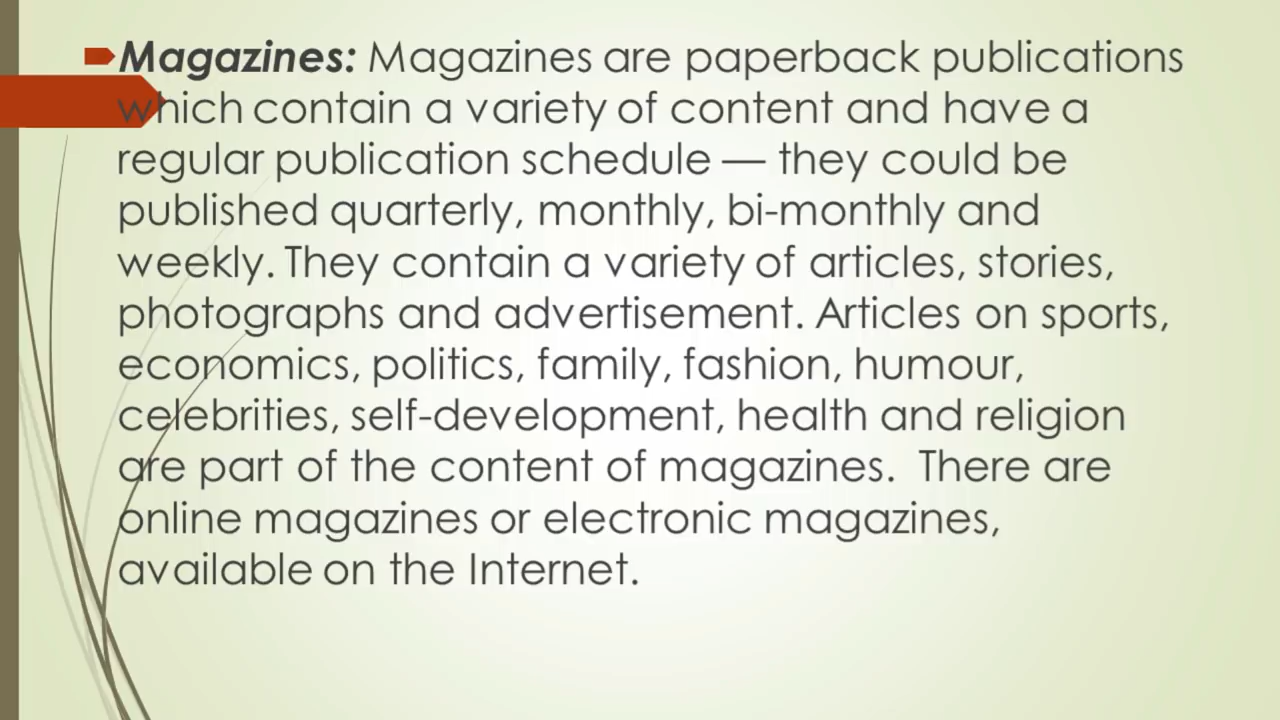 Magazines: Magazines are paperback publications
which contain a variety of content and have a
regular publication schedule — they could be
published quarterly, monthly, bi-monthly and
weekly. They contain a variety of articles, stories,
photographs and advertisement. Articles on sports,
economics, politics, family, fashion, humour,
celebrities, self-development, health and religion
are part of the content of magazines.  There are
online magazines or electronic magazines,
available on the Internet.